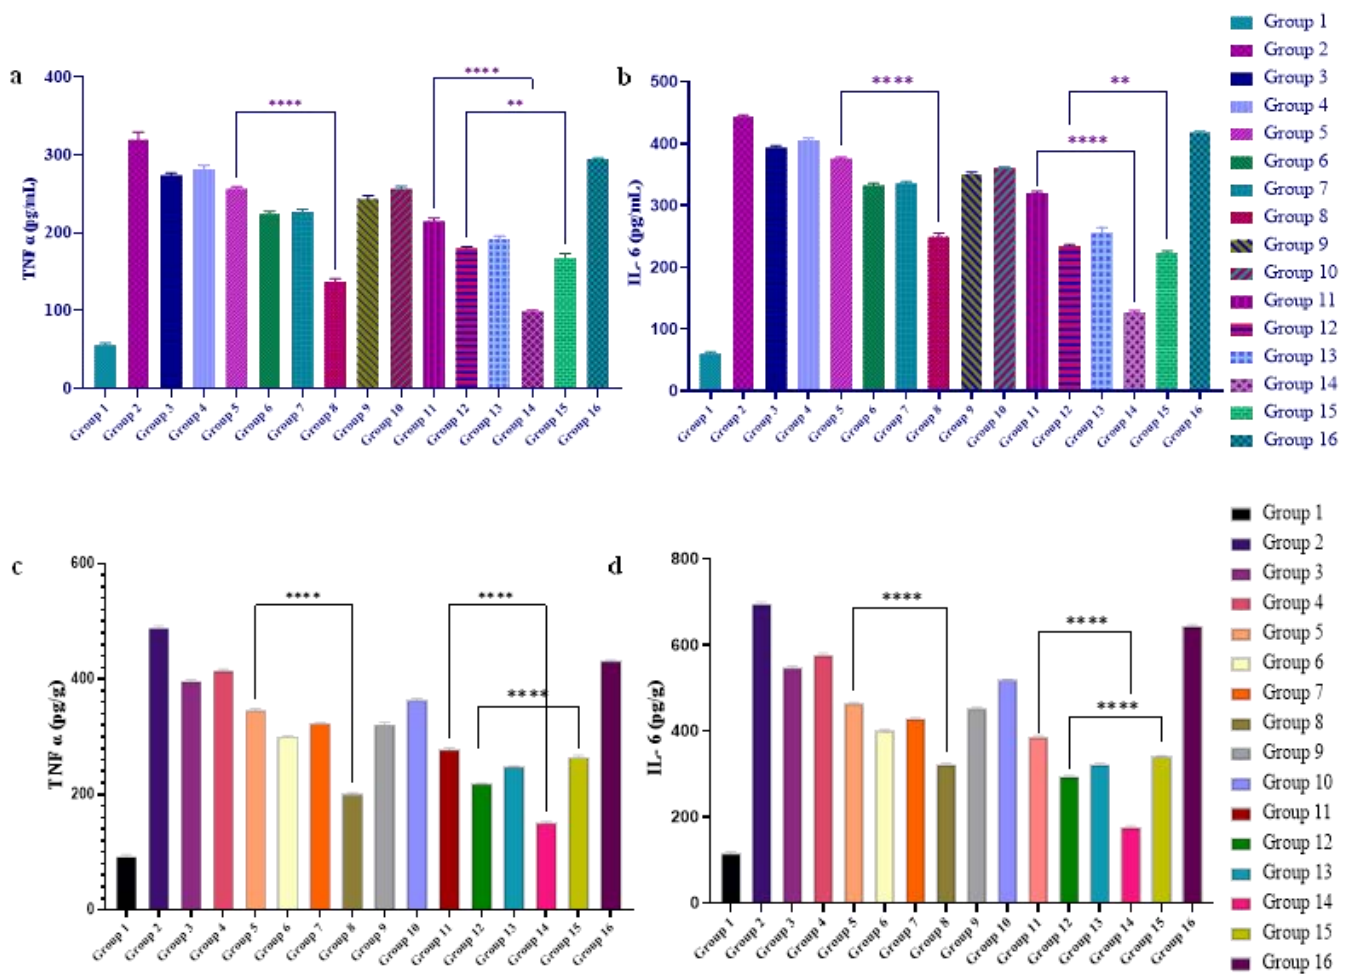 a
TNF α (pg/mL)
400
300
200
100
0
****
****
**
Group 1
Group 2
Group 3
Group 4
Group 5
Group 6
Group 7
Group 8
Group 9
Group 10
Group 11
Group 12
Group 13
Group 14
Group 15
Group 16
b
IL- 6 (pg/mL)
500
400
300
200
100
0
****
**
****
Group 1
Group 2
Group 3
Group 4
Group 5
Group 6
Group 7
Group 8
Group 9
Group 10
Group 11
Group 12
Group 13
Group 14
Group 15
Group 16
Group 1
Group 2
Group 3
Group 4
Group 5
Group 6
Group 7
Group 8
Group 9
Group 10
Group 11
Group 12
Group 13
Group 14
Group 15
Group 16
c
TNF α (pg/g)
600
400
200
0
****
****
****
Group 1
Group 2
Group 3
Group 4
Group 5
Group 6
Group 7
Group 8
Group 9
Group 10
Group 11
Group 12
Group 13
Group 14
Group 15
Group 16
d
IL- 6 (pg/g)
800
600
400
200
0
****
****
****
Group 1
Group 2
Group 3
Group 4
Group 5
Group 6
Group 7
Group 8
Group 9
Group 10
Group 11
Group 12
Group 13
Group 14
Group 15
Group 16
Group 1
Group 2
Group 3
Group 4
Group 5
Group 6
Group 7
Group 8
Group 9
Group 10
Group 11
Group 12
Group 13
Group 14
Group 15
Group 16